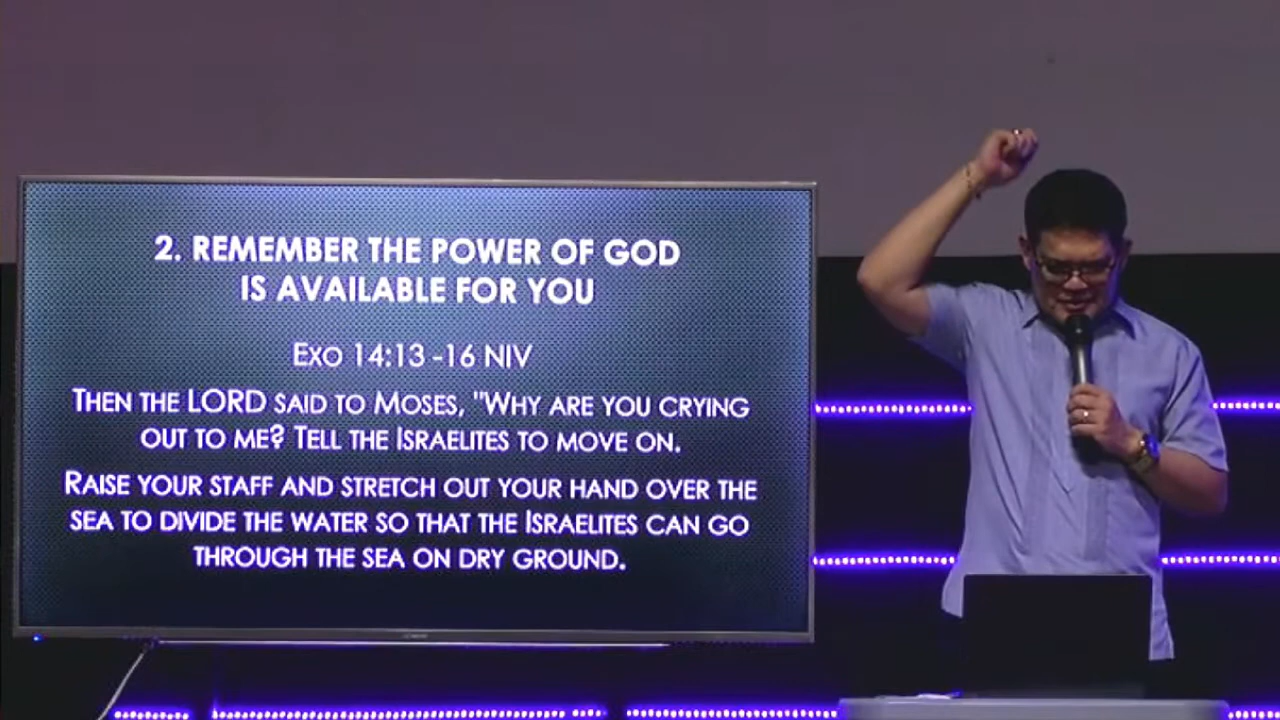 2. REMEMBER THE POWER OF GOD
IS AVAILABLE FOR YOU
EXO 14:13 -16 NIV
THEN THE LORD SAID TO MOSES, "WHY ARE YOU CRYING
OUT TO ME? TELL THE ISRAELITES TO MOVE ON.
RAISE YOUR STAFF AND STRETCH OUT YOUR HAND OVER THE
SEA TO DIVIDE THE WATER SO THAT THE ISRAELITES CAN GO
THROUGH THE SEA ON DRY GROUND.